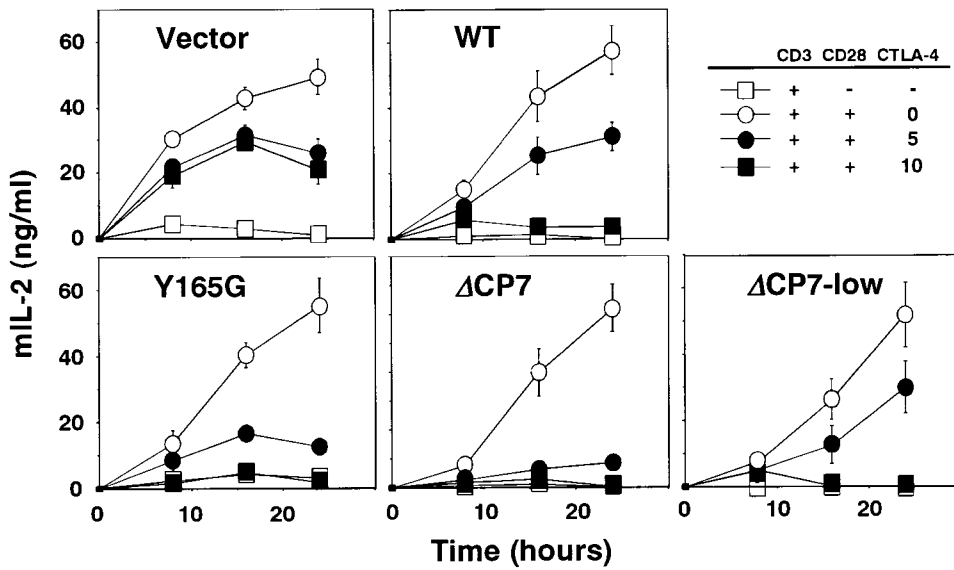 Vector
WT
CD3 CD28 CTLA-4
+ - -
+ + 0
+ + 5
+ + 10
60
40
20
0
Y165G
ΔCP7
ΔCP7-low
60
40
20
0
0 10 20
0 10 20
0 10 20
mIL-2 (ng/ml)
Time (hours)